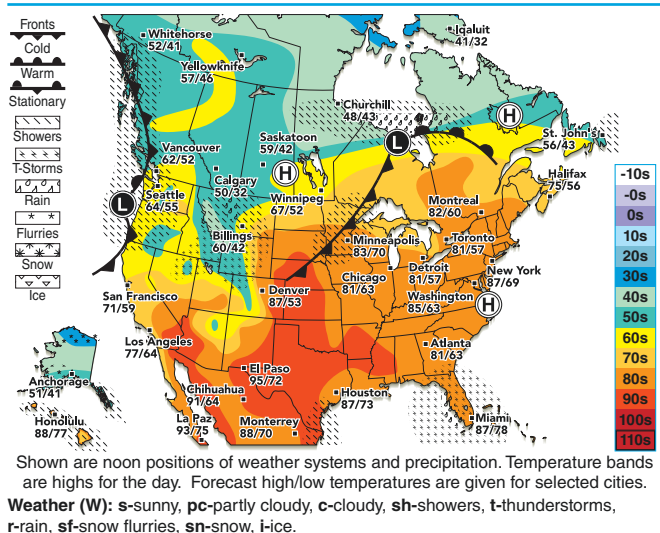 Fronts
Cold
Warm
Stationary
Showers
T-Storms
Rain
Flurries
Snow
Ice
Whitehorse
52/41
Iqaluit
41/32
Yellowknife
57/46
Churchill
48/43
H
L
St. John's
56/43
Vancouver
62/52
Saskatoon
59/42
Halifax
75/56
Calgary
50/32
H
L
Seattle
64/55
Winnipeg
67/52
Montreal
82/60
Billings
60/42
Minneapolis
83/70
Toronto
81/57
Detroit
81/57
New York
87/69
Chicago
81/63
Denver
87/53
San Francisco
71/59
Washington
85/63
H
Los Angeles
77/64
Atlanta
81/63
El Paso
95/72
Anchorage
51/41
Chihuahua
91/64
Houston
87/73
Honolulu
88/77
La Paz
93/75
Monterrey
88/70
Miami
87/78
-10s
-0s
0s
10s
20s
30s
40s
50s
60s
70s
80s
90s
100s
110s
Shown are noon positions of weather systems and precipitation. Temperature bands
are highs for the day. Forecast high/low temperatures are given for selected cities.
Weather (W): s-sunny, pc-partly cloudy, c-cloudy, sh-showers, t-thunderstorms,
r-rain, sf-snow flurries, sn-snow, i-ice.